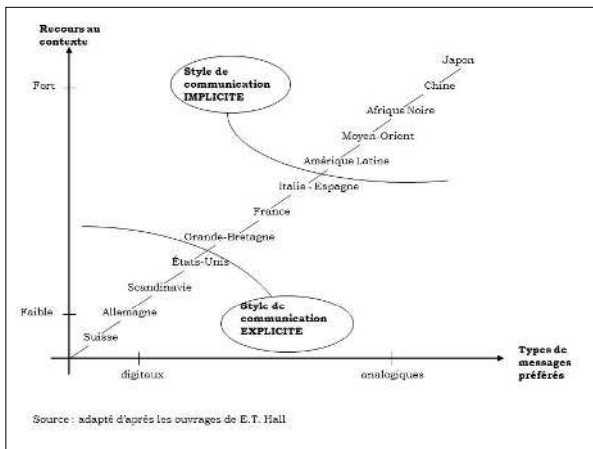 Recours au
contexte
Fort
Style de
communication
IMPLICITE
Japon
Chine
Afrique Noire
Moyen-Orient
Amérique Latine
Italie - Espagne
France
Grande-Bretagne
États-Unis
Scandinavie
Allemagne
Suisse
Faible
Style de
communication
EXPLICITE
digitaux
analogiques
Types de
messages
préférés
Source : adapté d'après les ouvrages de E.T. Hall